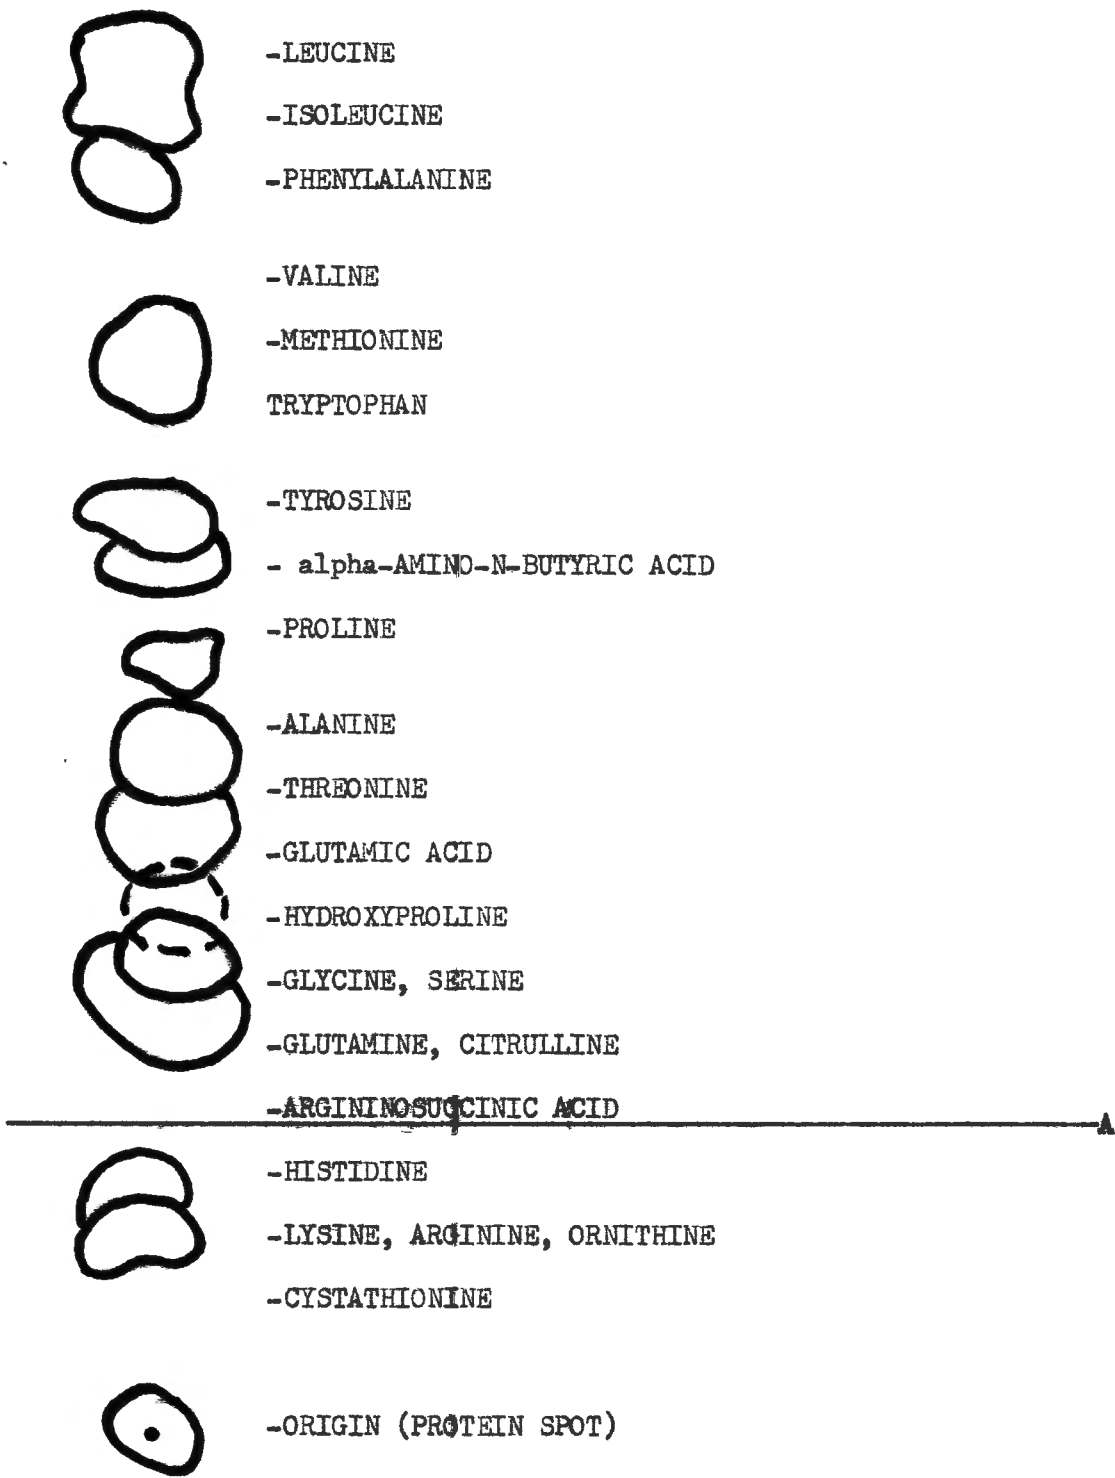 -LEUCINE
-ISOLEUCINE
-PHENYLALANINE
-VALINE
-METHIONINE
TRYPTOPHAN
-TYROSINE
- alpha-AMINO-N-BUTYRIC ACID
-PROLINE
-ALANINE
-THREONINE
-GLUTAMIC ACID
-HYDROXYPROLINE
-GLYCINE, SERINE
-GLUTAMINE, CITRULLINE
-ARGININOSUCCINIC ACID
A
-HISTIDINE
-LYSINE, ARGININE, ORNITHINE
-CYSTATHIONINE
-ORIGIN (PROTEIN SPOT)